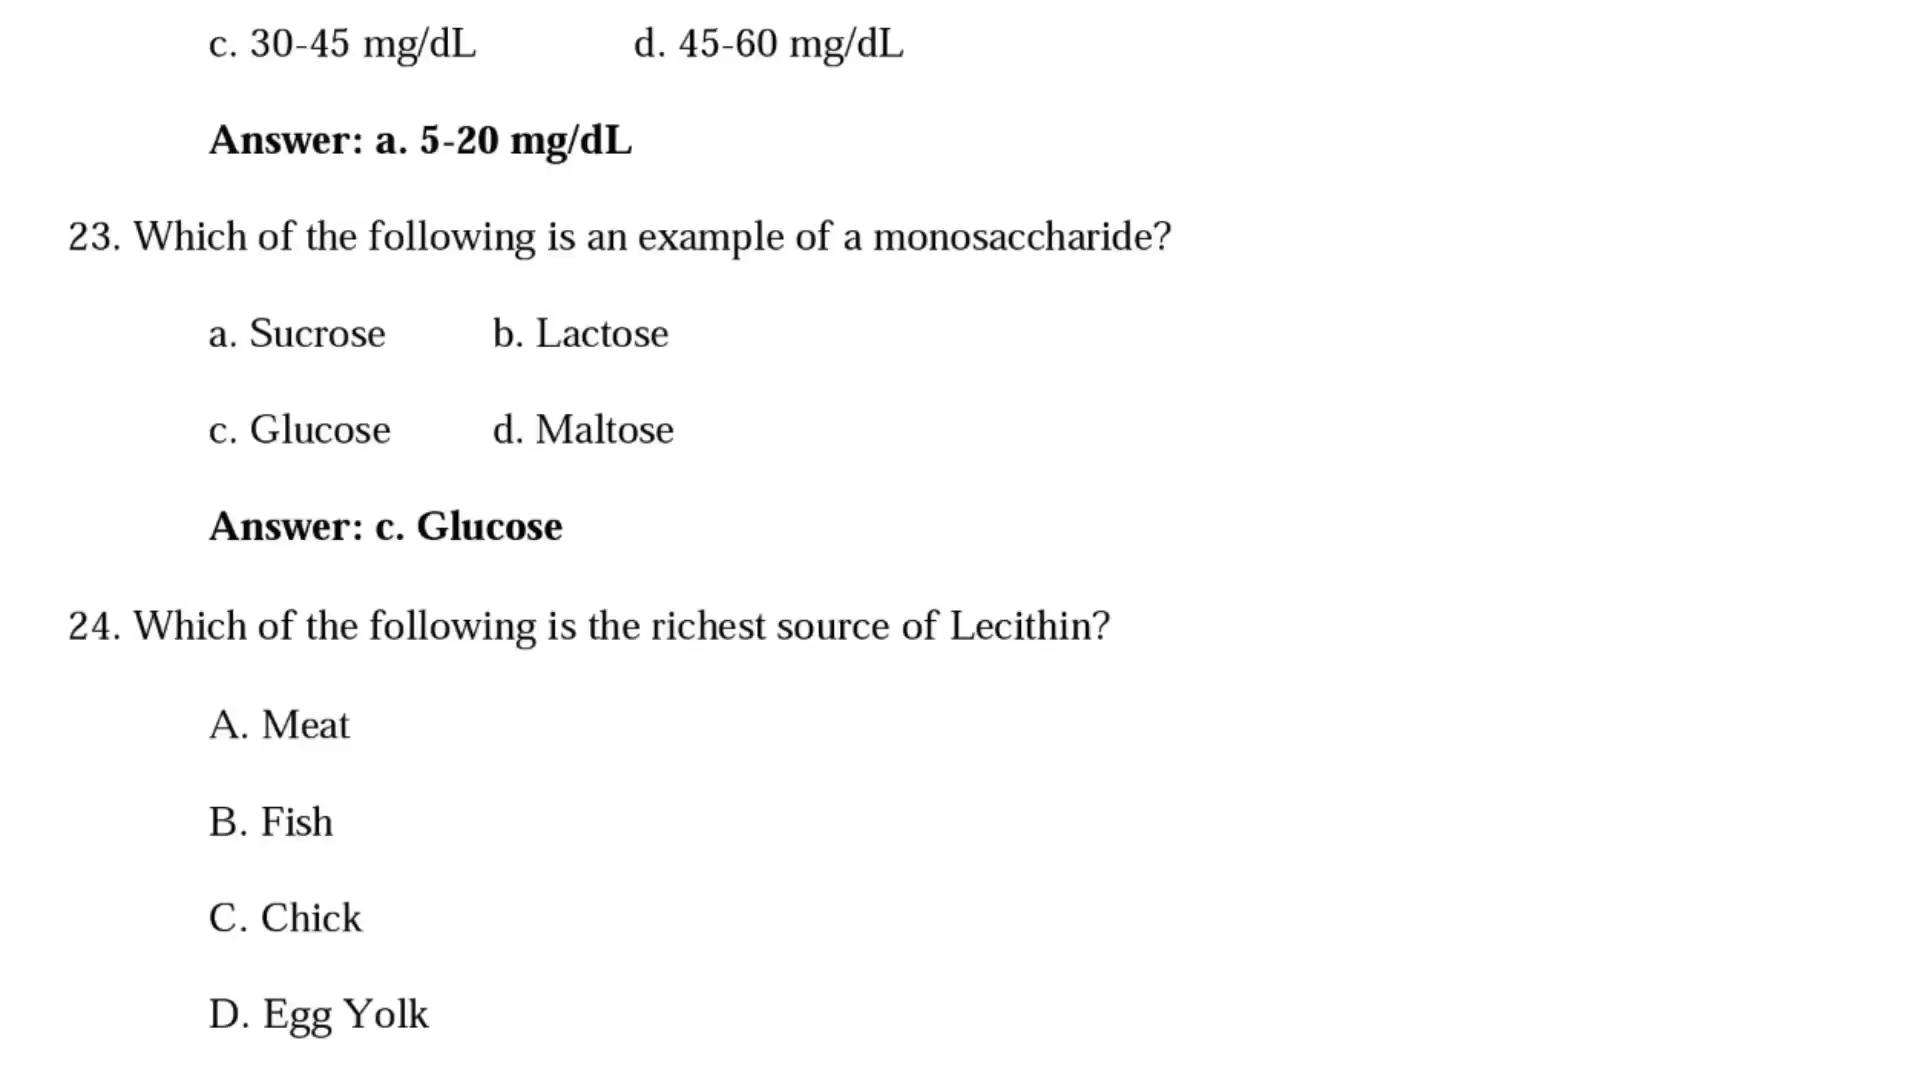 c. 30-45 mg/dL d. 45-60 mg/dL
Answer: a. 5-20 mg/dL
23. Which of the following is an example of a monosaccharide?
a. Sucrose b. Lactose
c. Glucose d. Maltose
Answer: c. Glucose
24. Which of the following is the richest source of Lecithin?
A. Meat
B. Fish
C. Chick
D. Egg Yolk